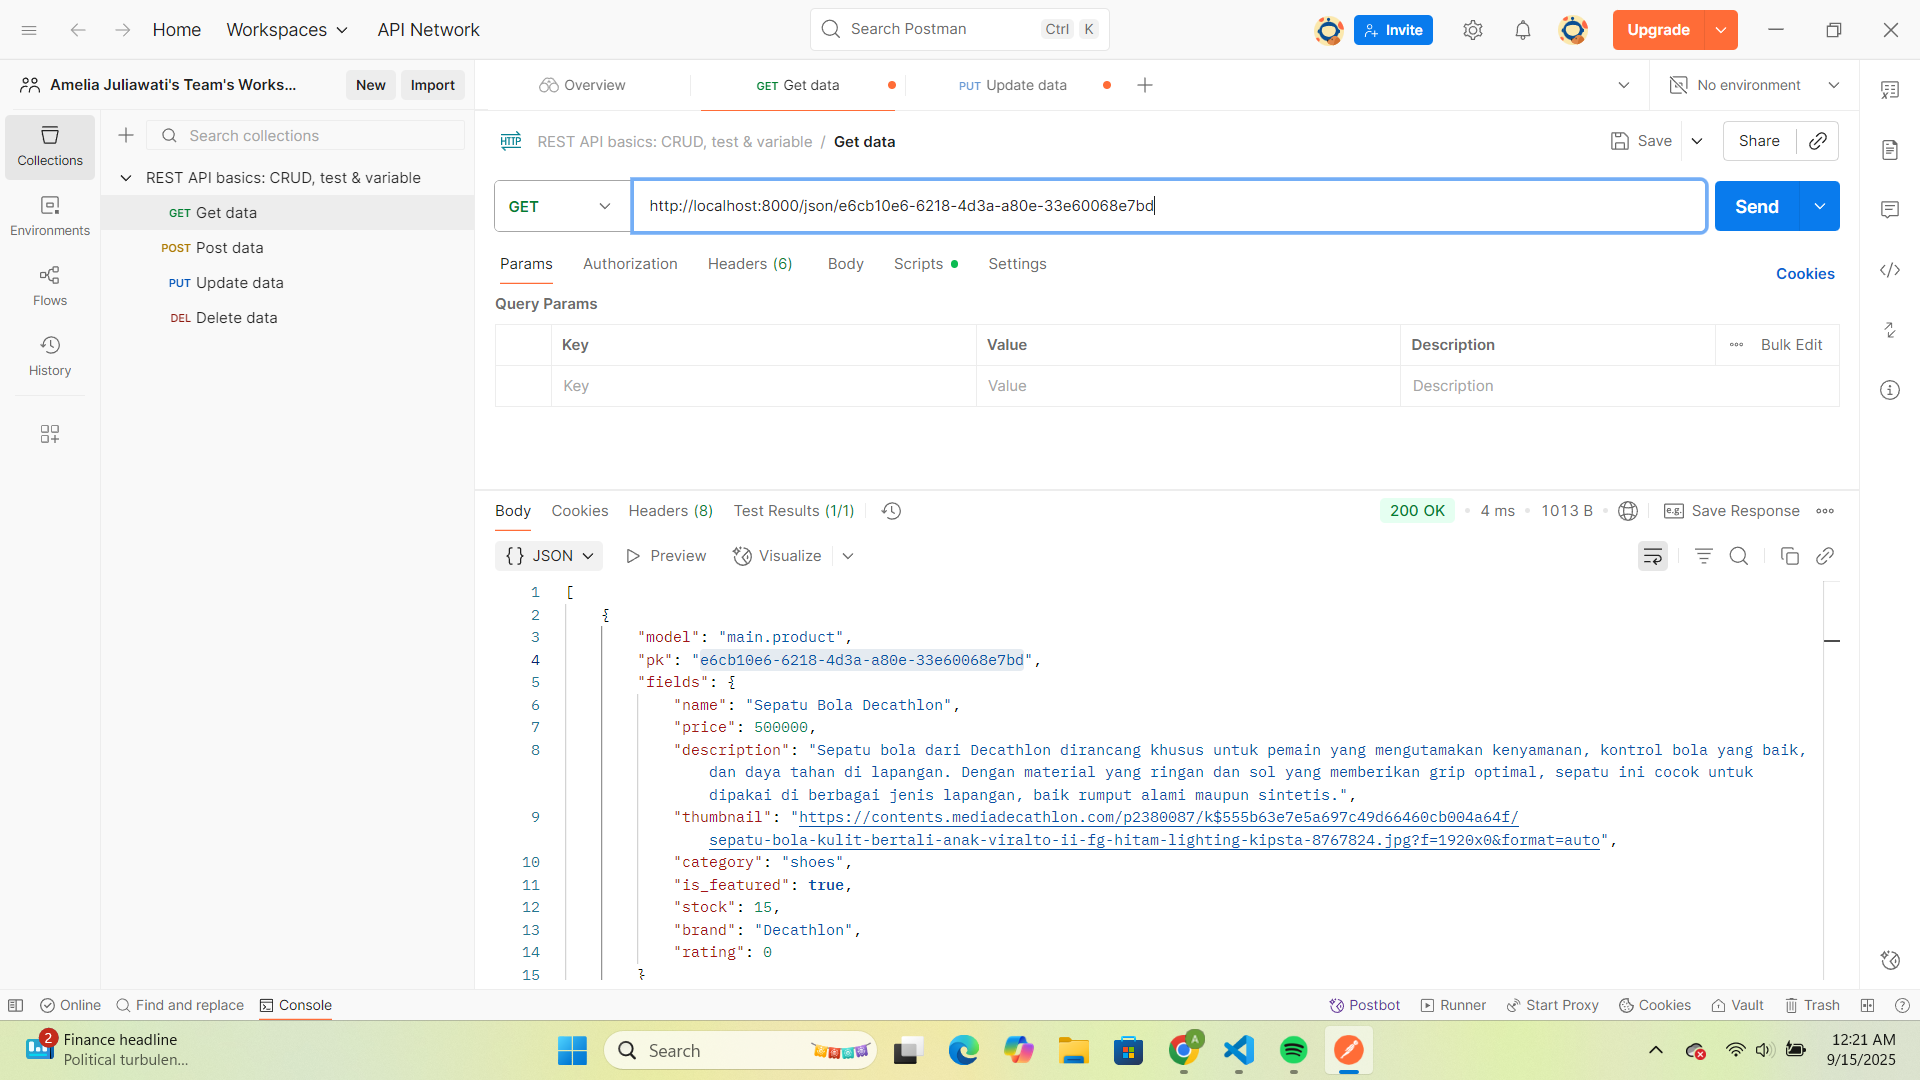 Home
Workspaces
API Network
Search Postman
Ctrl K
Invite
Upgrade
Amelia Juliawati's Team's Works...
New
Import
Overview
GET Get data
PUT Update data
No environment
Collections
Environments
Flows
History
Search collections
REST API basics: CRUD, test & variable
GET Get data
POST Post data
PUT Update data
DEL Delete data
HTTP REST API basics: CRUD, test & variable / Get data
Save
Share
GET
http://localhost:8000/json/e6cb10e6-6218-4d3a-a80e-33e60068e7bd
Send
Params
Authorization
Headers (6)
Body
Scripts
Settings
Cookies
Query Params
Key
Value
Description
Bulk Edit
Key
Value
Description
Body
Cookies
Headers (8)
Test Results (1/1)
200 OK
4 ms
1013 B
e.g. Save Response
{} JSON
Preview
Visualize
1 [
2 {
3 "model": "main.product",
4 "pk": "e6cb10e6-6218-4d3a-a80e-33e60068e7bd",
5 "fields": {
6 "name": "Sepatu Bola Decathlon",
7 "price": 500000,
8 "description": "Sepatu bola dari Decathlon dirancang khusus untuk pemain yang mengutamakan kenyamanan, kontrol bola yang baik,
dan daya tahan di lapangan. Dengan material yang ringan dan sol yang memberikan grip optimal, sepatu ini cocok untuk
dipakai di berbagai jenis lapangan, baik rumput alami maupun sintetis.",
9 "thumbnail": "https://contents.mediadecathlon.com/p2380087/k$555b63e7e5a697c49d66460cb004a64f/
sepatu-bola-kulit-bertali-anak-viralto-ii-fg-hitam-lighting-kipsta-8767824.jpg?f=1920x0&format=auto",
10 "category": "shoes",
11 "is_featured": true,
12 "stock": 15,
13 "brand": "Decathlon",
14 "rating": 0
15 }
Online
Find and replace
Console
Postbot
Runner
Start Proxy
Cookies
Vault
Trash
2
Finance headline
Political turbulen...
Search
A
12:21 AM
9/15/2025